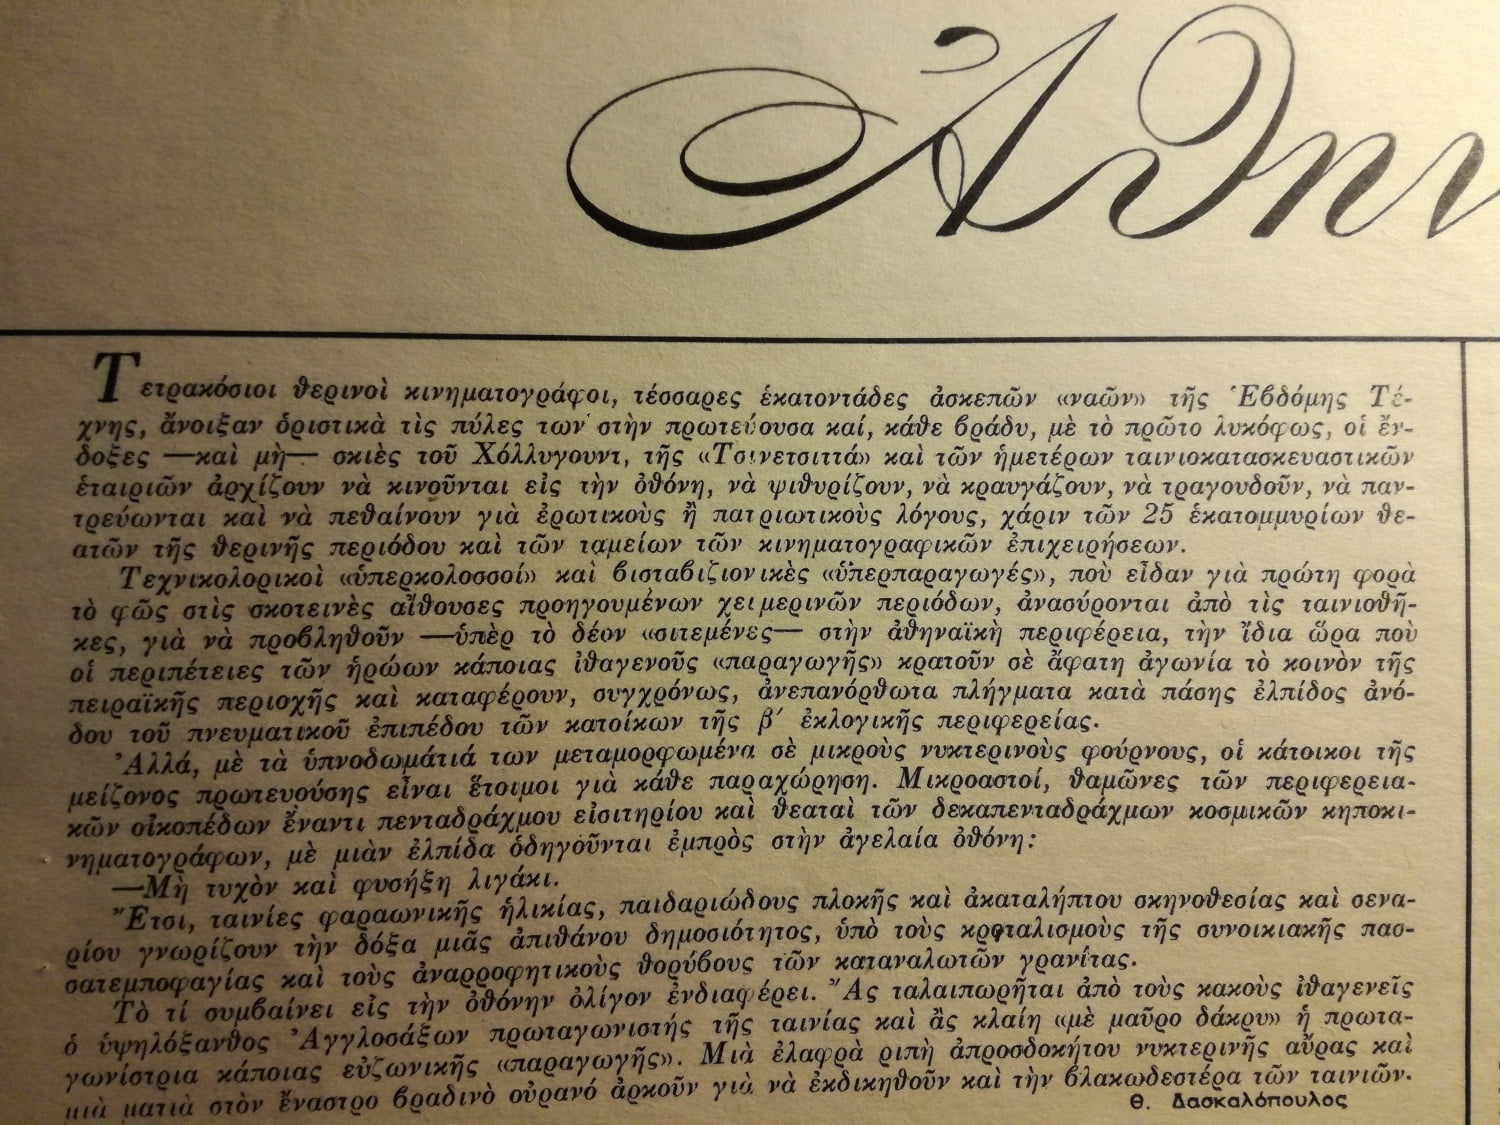 Ἀθην
Τετρακόσιοι θερινοὶ κινηματογράφοι, τέσσαρες ἑκατοντάδες ἀσκεπῶν «ναῶν» τῆς Ἑβδόμης Τέ-
χνης, ἄνοιξαν ὁριστικὰ τὶς πύλες των στὴν πρωτεύουσα καί, κάθε βράδυ, μὲ τὸ πρῶτο λυκόφως, οἱ ἔν-
δοξες —καὶ μὴ— σκιὲς τοῦ Χόλλυγουντ, τῆς «Τσινετσιττά» καὶ τῶν ἡμετέρων ταινιοκατασκευαστικῶν
ἑταιριῶν ἀρχίζουν νὰ κινοῦνται εἰς τὴν ὀθόνη, νὰ ψιθυρίζουν, νὰ κραυγάζουν, νὰ τραγουδοῦν, νὰ παν-
τρεύωνται καὶ νὰ πεθαίνουν γιὰ ἐρωτικοὺς ἢ πατριωτικοὺς λόγους, χάριν τῶν 25 ἑκατομμυρίων θε-
ατῶν τῆς θερινῆς περιόδου καὶ τῶν ταμείων τῶν κινηματογραφικῶν ἐπιχειρήσεων.
Τεχνικολορικοὶ «ὑπερκολοσσοί» καὶ βισταβιζιονικὲς «ὑπερπαραγωγές», ποὺ εἶδαν γιὰ πρώτη φορὰ
τὸ φῶς στὶς σκοτεινὲς αἴθουσες προηγουμένων χειμερινῶν περιόδων, ἀνασύρονται ἀπὸ τὶς ταινιοθῆ-
κες, γιὰ νὰ προβληθοῦν —ὑπὲρ τὸ δέον «σιτεμένες— στὴν ἀθηναϊκὴ περιφέρεια, τὴν ἴδια ὥρα ποὺ
οἱ περιπέτειες τῶν ἡρώων κάποιας ἰθαγενοῦς «παραγωγῆς» κρατοῦν σὲ ἄφατη ἀγωνία τὸ κοινὸν τῆς
πειραϊκῆς περιοχῆς καὶ καταφέρουν, συγχρόνως, ἀνεπανόρθωτα πλήγματα κατὰ πάσης ἐλπίδος ἀνό-
δου τοῦ πνευματικοῦ ἐπιπέδου τῶν κατοίκων τῆς β′ ἐκλογικῆς περιφερείας.
Ἀλλά, μὲ τὰ ὑπνοδωμάτιά των μεταμορφωμένα σὲ μικροὺς νυκτερινοὺς φούρνους, οἱ κάτοικοι τῆς
μείζονος πρωτευούσης εἶναι ἕτοιμοι γιὰ κάθε παραχώρηση. Μικροαστοί, θαμῶνες τῶν περιφερεια-
κῶν οἰκοπέδων ἔναντι πενταδράχμου εἰσιτηρίου καὶ θεαταὶ τῶν δεκαπενταδράχμων κοσμικῶν κηποκι-
νηματογράφων, μὲ μιὰν ἐλπίδα ὁδηγοῦνται ἐμπρὸς στὴν ἀγελαία ὀθόνη:
—Μὴ τυχὸν καὶ φυσήξη λιγάκι.
Ἔτσι, ταινίες φαραωνικῆς ἡλικίας, παιδαριώδους πλοκῆς καὶ ἀκαταλήπτου σκηνοθεσίας καὶ σενα-
ρίου γνωρίζουν τὴν δόξα μιᾶς ἀπιθάνου δημοσιότητος, ὑπὸ τοὺς κροταλισμοὺς τῆς συνοικιακῆς πασ-
σατεμποφαγίας καὶ τοὺς ἀναρροφητικοὺς θορύβους τῶν καταναλωτῶν γρανίτας.
Τὸ τί συμβαίνει εἰς τὴν ὀθόνην ὀλίγον ἐνδιαφέρει. Ἂς ταλαιπωρῆται ἀπὸ τοὺς κακοὺς ἰθαγενεῖς
ὁ ὑψηλόξανθος Ἀγγλοσάξων πρωταγωνιστής τῆς ταινίας καὶ ἂς κλαίη «μὲ μαῦρο δάκρυ» ἡ πρωτα-
γωνίστρια κάποιας εὐζωνικῆς «παραγωγῆς». Μιὰ ἐλαφρὰ ριπὴ ἀπροσδοκήτου νυκτερινῆς αὔρας καὶ
μιὰ ματιὰ στὸν ἔναστρο βραδινὸ οὐρανό ἀρκοῦν γιὰ νὰ ἐκδικηθοῦν καὶ τὴν βλακωδεστέρα τῶν ταινιῶν.
Θ. Δασκαλόπουλος